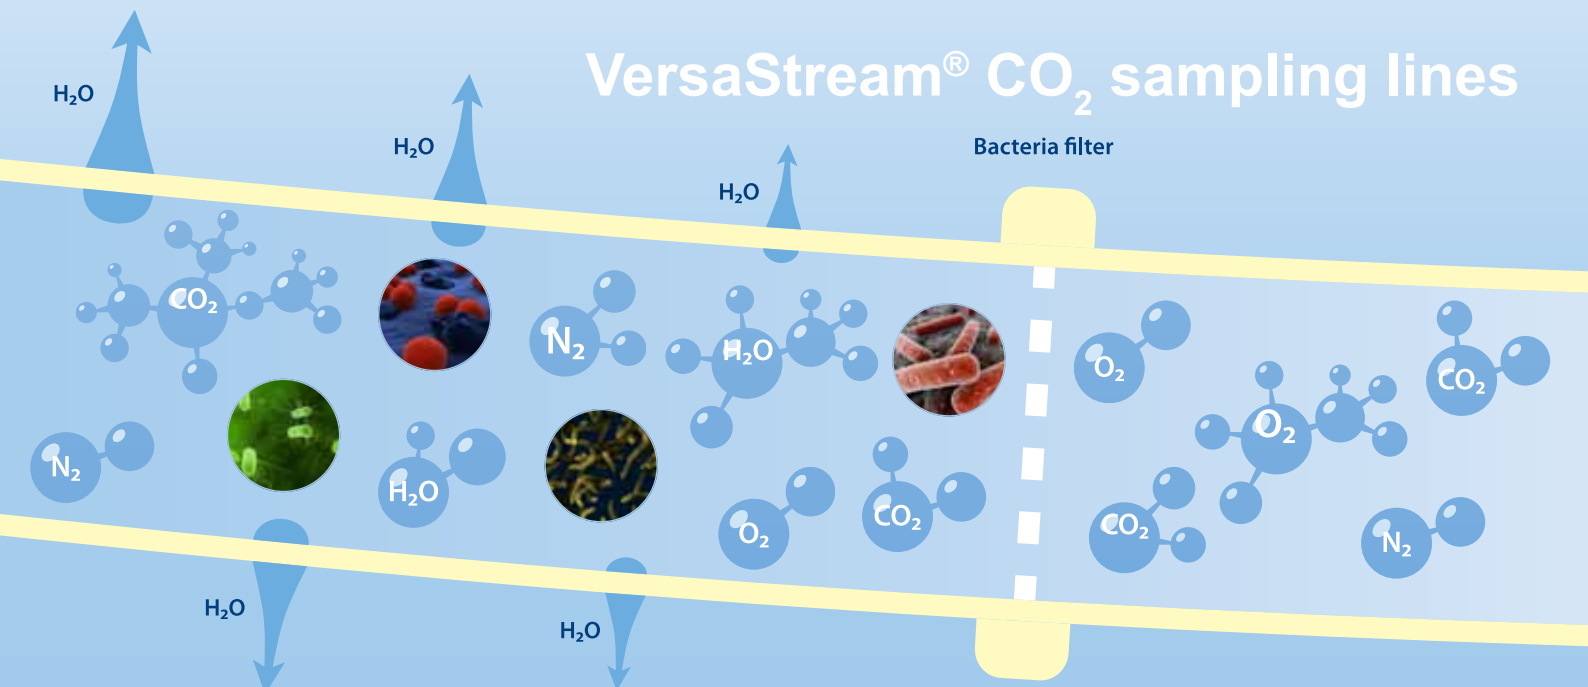 VersaStream® CO₂ sampling lines
H₂O
H₂O
Bacteria filter
H₂O
CO₂
N₂
H₂O
O₂
CO₂
O₂
N₂
H₂O
O₂
CO₂
CO₂
N₂
H₂O
H₂O